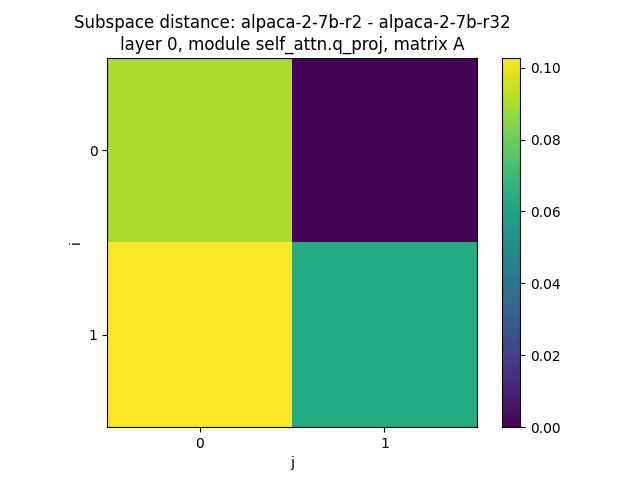 Subspace distance: alpaca-2-7b-r2 - alpaca-2-7b-r32
layer 0, module self_attn.q_proj, matrix A
0
1
i
0
1
j
0.10
0.08
0.06
0.04
0.02
0.00